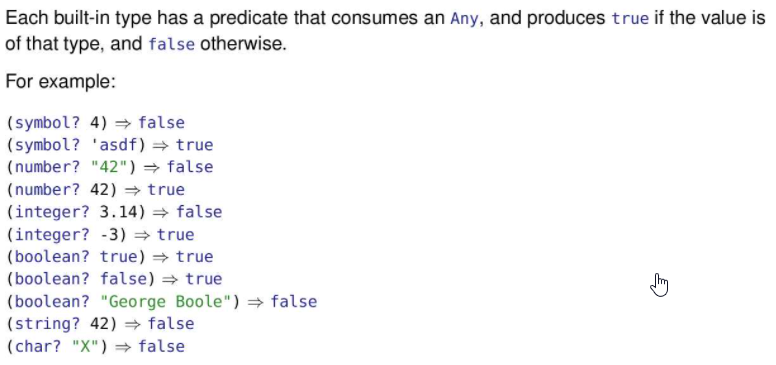 Each built-in type has a predicate that consumes an Any, and produces true if the value is
of that type, and false otherwise.
For example:
(symbol? 4) ⇒ false
(symbol? 'asdf) ⇒ true
(number? "42") ⇒ false
(number? 42) ⇒ true
(integer? 3.14) ⇒ false
(integer? -3) ⇒ true
(boolean? true) ⇒ true
(boolean? false) ⇒ true
(boolean? "George Boole") ⇒ false
(string? 42) ⇒ false
(char? "X") ⇒ false